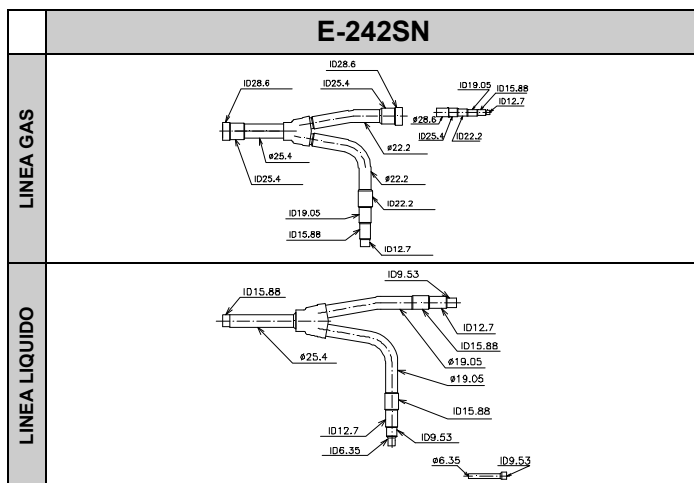 E-242SN
LINEA GAS
ID28.6
ID25.4
ID28.6
ø25.4
ID25.4
ø22.2
ø22.2
ID22.2
ID19.05
ID15.88
ID12.7
ID19.05
ID15.88
ID12.7
ø28.6
ID25.4
ID22.2
LINEA LIQUIDO
ID9.53
ID15.88
ID12.7
ø25.4
ID15.88
ø19.05
ø19.05
ID15.88
ID12.7
ID9.53
ID6.35
ø6.35
ID9.53